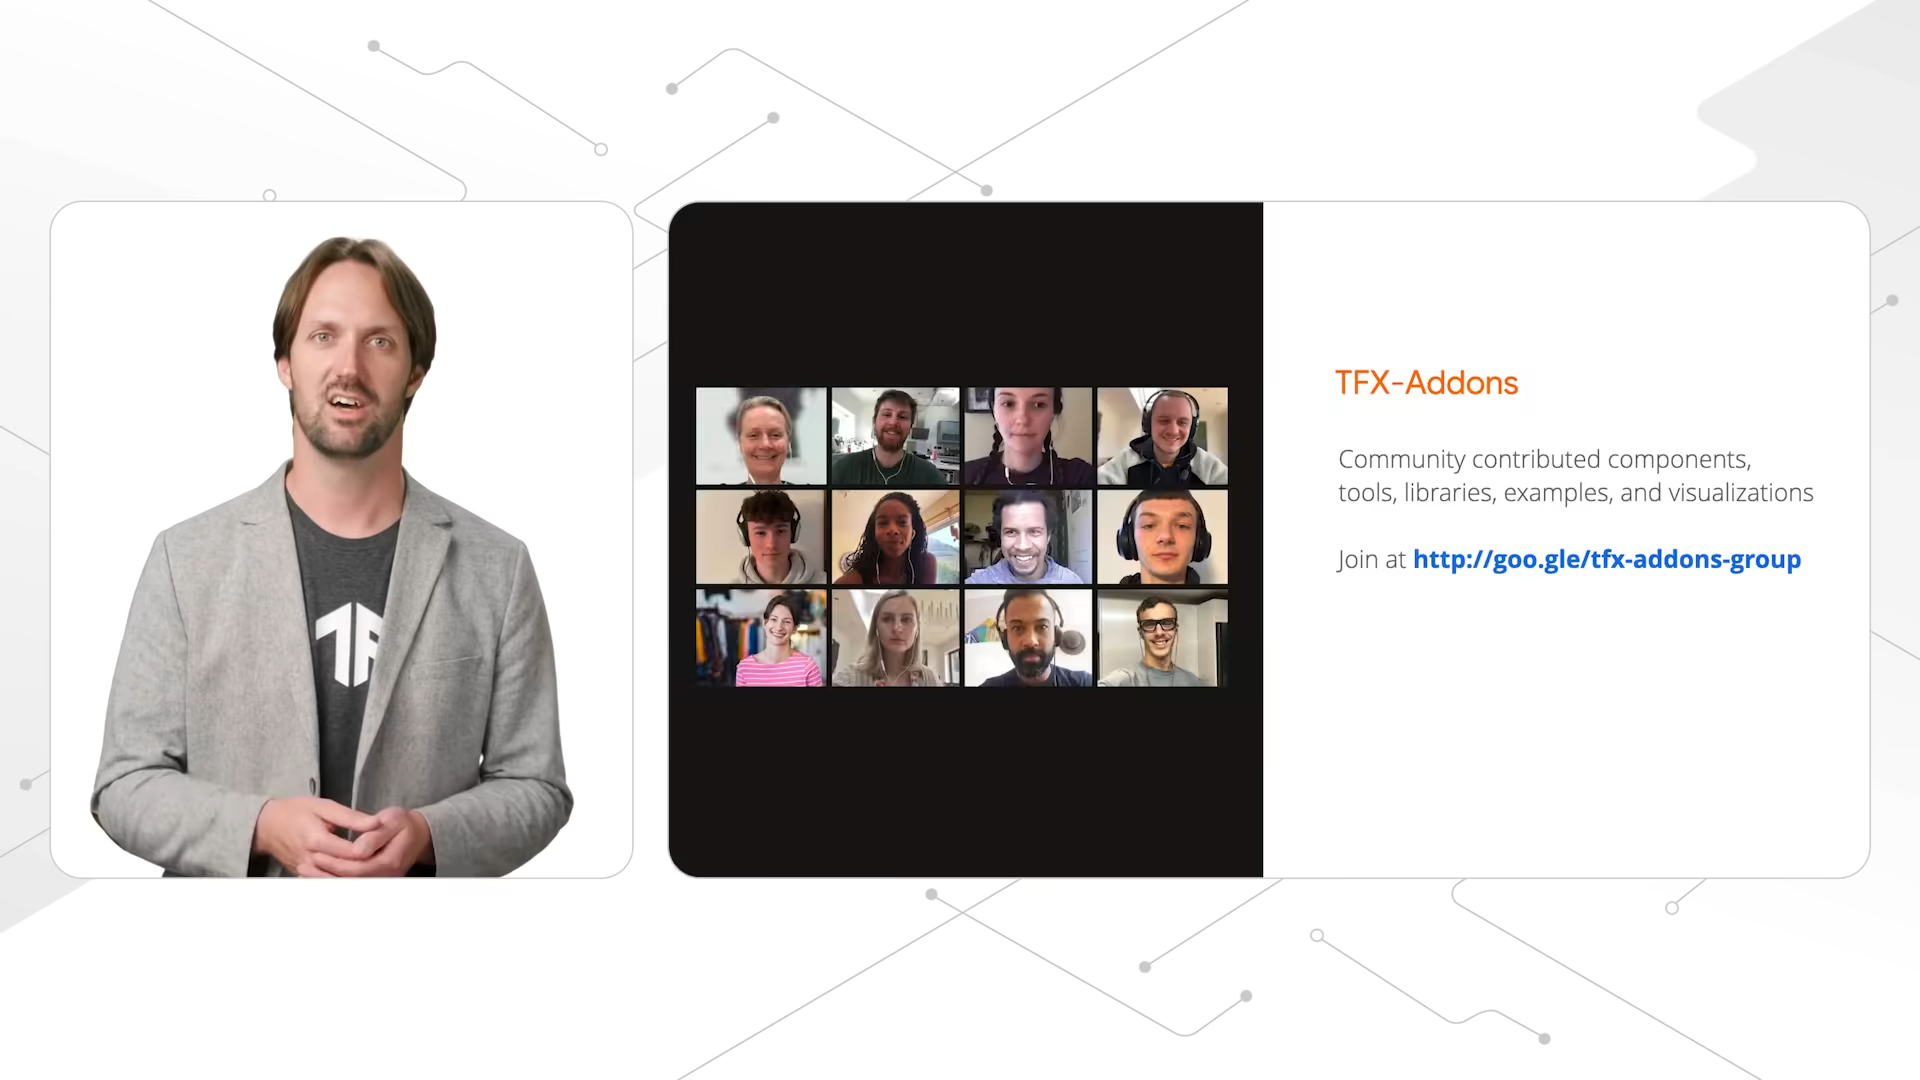 TFX-Addons
Community contributed components,
tools, libraries, examples, and visualizations
Join at http://goo.gle/tfx-addons-group